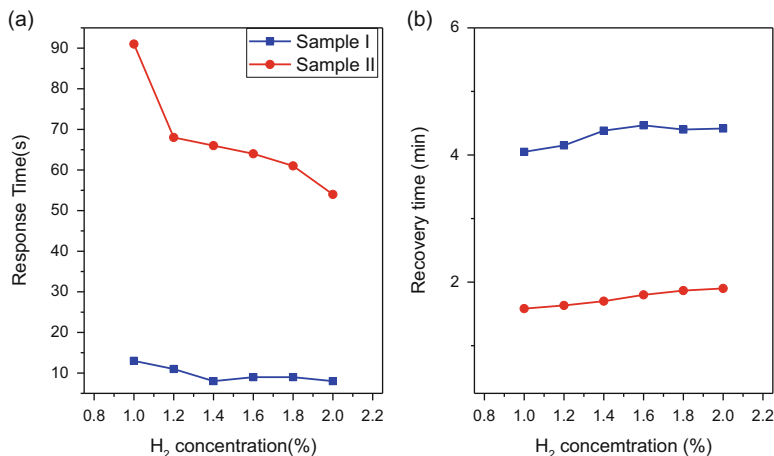 (a)
Sample I
Sample II
Response Time(s)
90
80
70
60
50
40
30
20
10
0.8 1.0 1.2 1.4 1.6 1.8 2.0 2.2
H₂ concentration(%)
(b)
Recovery time (min)
6
4
2
0.8 1.0 1.2 1.4 1.6 1.8 2.0 2.2
H₂ concemtration (%)